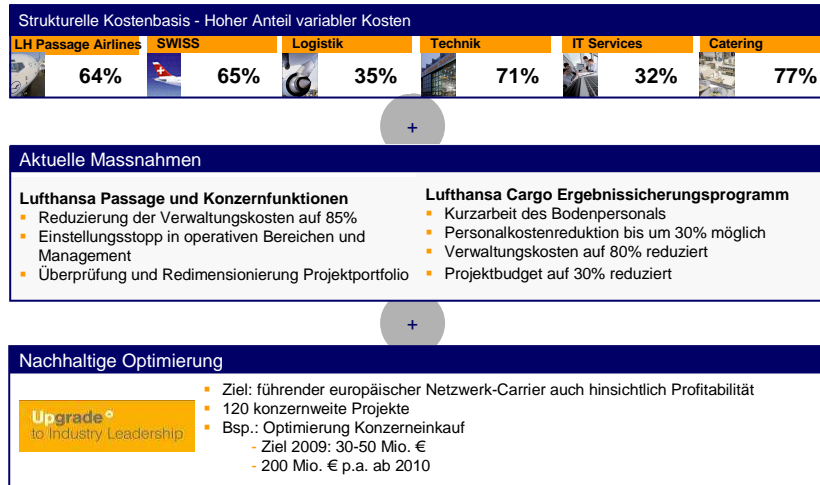 Strukturelle Kostenbasis - Hoher Anteil variabler Kosten
LH Passage Airlines SWISS Logistik Technik IT Services Catering
64% 65% 35% 71% 32% 77%
+
Aktuelle Massnahmen
Lufthansa Passage und Konzernfunktionen
▪ Reduzierung der Verwaltungskosten auf 85%
▪ Einstellungsstopp in operativen Bereichen und
Management
▪ Überprüfung und Redimensionierung Projektportfolio
Lufthansa Cargo Ergebnissicherungsprogramm
▪ Kurzarbeit des Bodenpersonals
▪ Personalkostenreduktion bis um 30% möglich
▪ Verwaltungskosten auf 80% reduziert
▪ Projektbudget auf 30% reduziert
+
Nachhaltige Optimierung
Upgrade°
to Industry Leadership
▪ Ziel: führender europäischer Netzwerk-Carrier auch hinsichtlich Profitabilität
▪ 120 konzernweite Projekte
▪ Bsp.: Optimierung Konzerneinkauf
- Ziel 2009: 30-50 Mio. €
- 200 Mio. € p.a. ab 2010